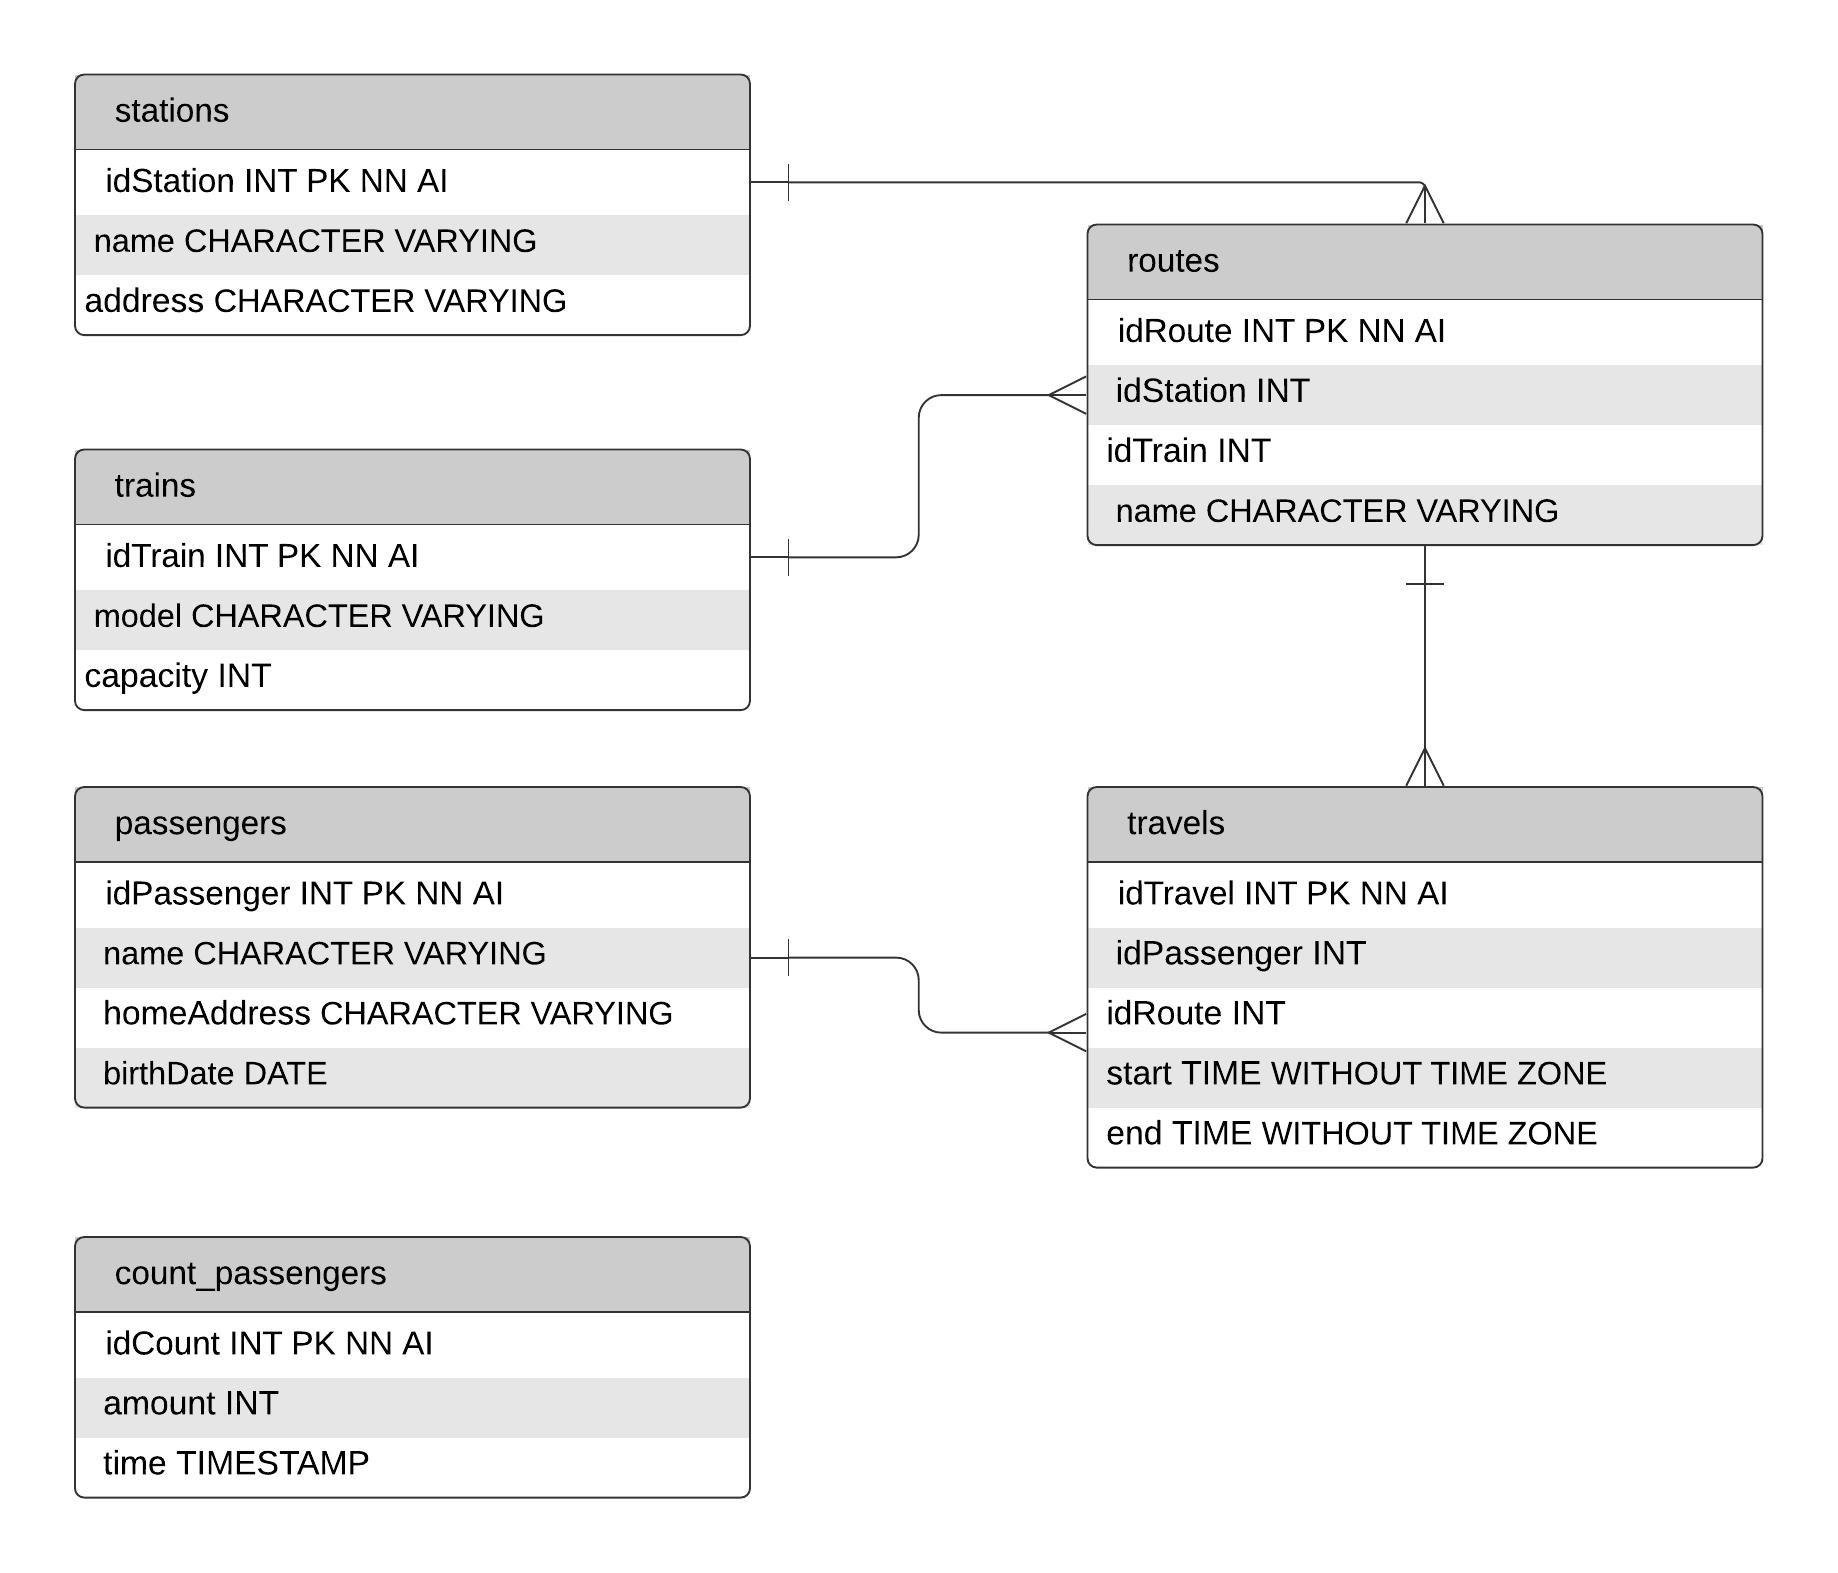 stations
idStation INT PK NN AI
name CHARACTER VARYING
address CHARACTER VARYING
routes
idRoute INT PK NN AI
idStation INT
idTrain INT
name CHARACTER VARYING
trains
idTrain INT PK NN AI
model CHARACTER VARYING
capacity INT
passengers
idPassenger INT PK NN AI
name CHARACTER VARYING
homeAddress CHARACTER VARYING
birthDate DATE
travels
idTravel INT PK NN AI
idPassenger INT
idRoute INT
start TIME WITHOUT TIME ZONE
end TIME WITHOUT TIME ZONE
count_passengers
idCount INT PK NN AI
amount INT
time TIMESTAMP